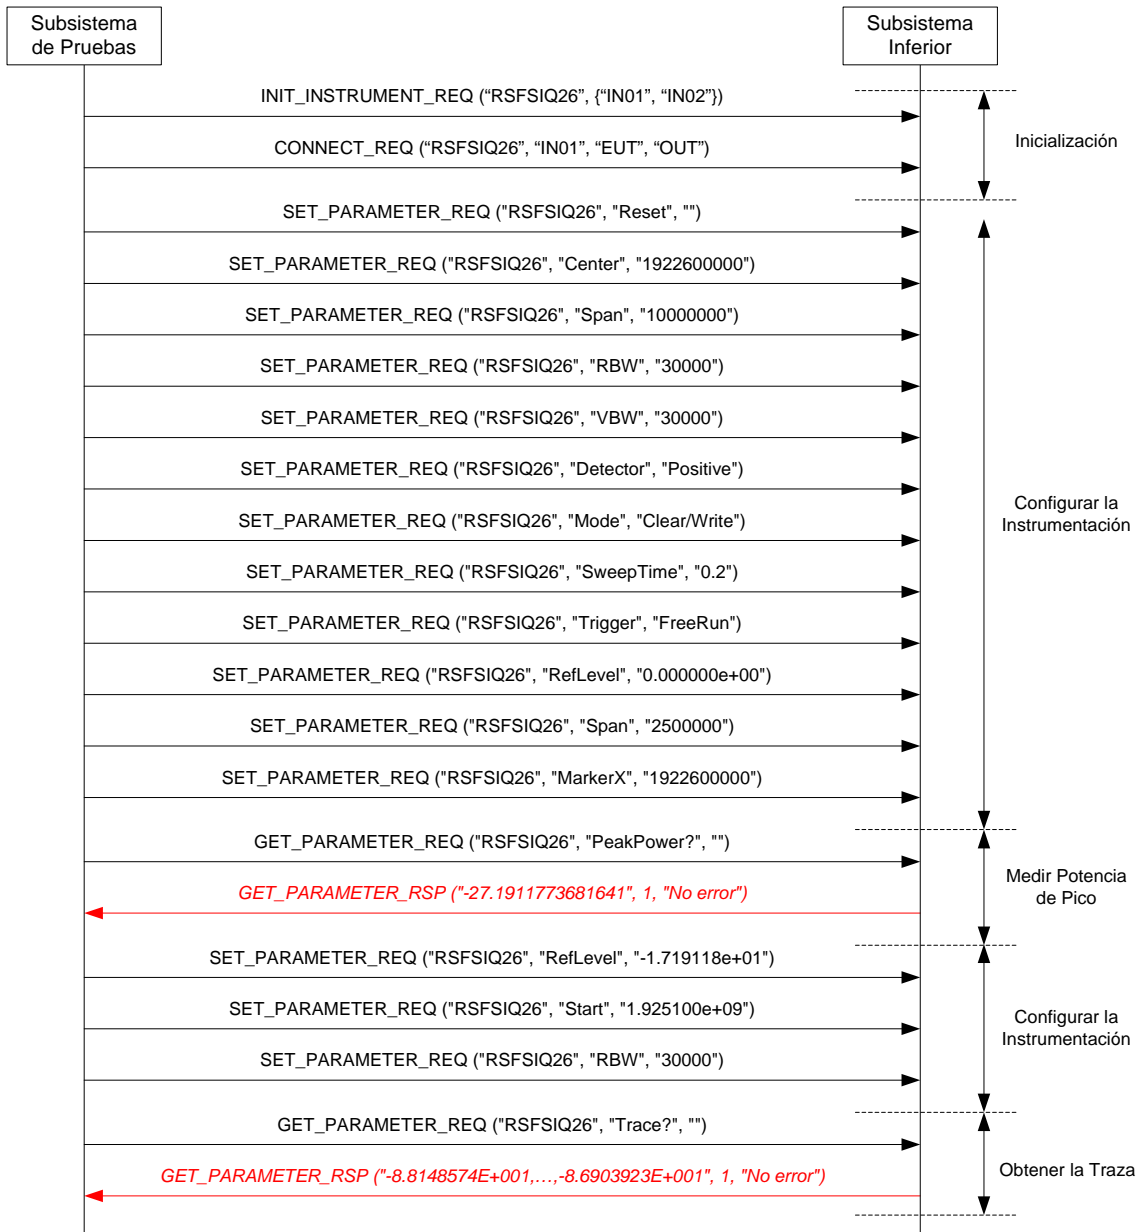 Subsistema
de Pruebas
Subsistema
Inferior
INIT_INSTRUMENT_REQ (“RSFSIQ26”, {“IN01”, “IN02”})
CONNECT_REQ (“RSFSIQ26”, “IN01”, “EUT”, “OUT”)
Inicialización
SET_PARAMETER_REQ ("RSFSIQ26", "Reset", "")
SET_PARAMETER_REQ ("RSFSIQ26", "Center", "1922600000")
SET_PARAMETER_REQ ("RSFSIQ26", "Span", "10000000")
SET_PARAMETER_REQ ("RSFSIQ26", "RBW", "30000")
SET_PARAMETER_REQ ("RSFSIQ26", "VBW", "30000")
SET_PARAMETER_REQ ("RSFSIQ26", "Detector", "Positive")
SET_PARAMETER_REQ ("RSFSIQ26", "Mode", "Clear/Write")
Configurar la
Instrumentación
SET_PARAMETER_REQ ("RSFSIQ26", "SweepTime", "0.2")
SET_PARAMETER_REQ ("RSFSIQ26", "Trigger", "FreeRun")
SET_PARAMETER_REQ ("RSFSIQ26", "RefLevel", "0.000000e+00")
SET_PARAMETER_REQ ("RSFSIQ26", "Span", "2500000")
SET_PARAMETER_REQ ("RSFSIQ26", "MarkerX", "1922600000")
GET_PARAMETER_REQ ("RSFSIQ26", "PeakPower?", "")
GET_PARAMETER_RSP ("-27.1911773681641", 1, "No error")
Medir Potencia
de Pico
SET_PARAMETER_REQ ("RSFSIQ26", "RefLevel", "-1.719118e+01")
SET_PARAMETER_REQ ("RSFSIQ26", "Start", "1.925100e+09")
SET_PARAMETER_REQ ("RSFSIQ26", "RBW", "30000")
Configurar la
Instrumentación
GET_PARAMETER_REQ ("RSFSIQ26", "Trace?", "")
GET_PARAMETER_RSP ("-8.8148574E+001,…,-8.6903923E+001", 1, "No error")
Obtener la Traza